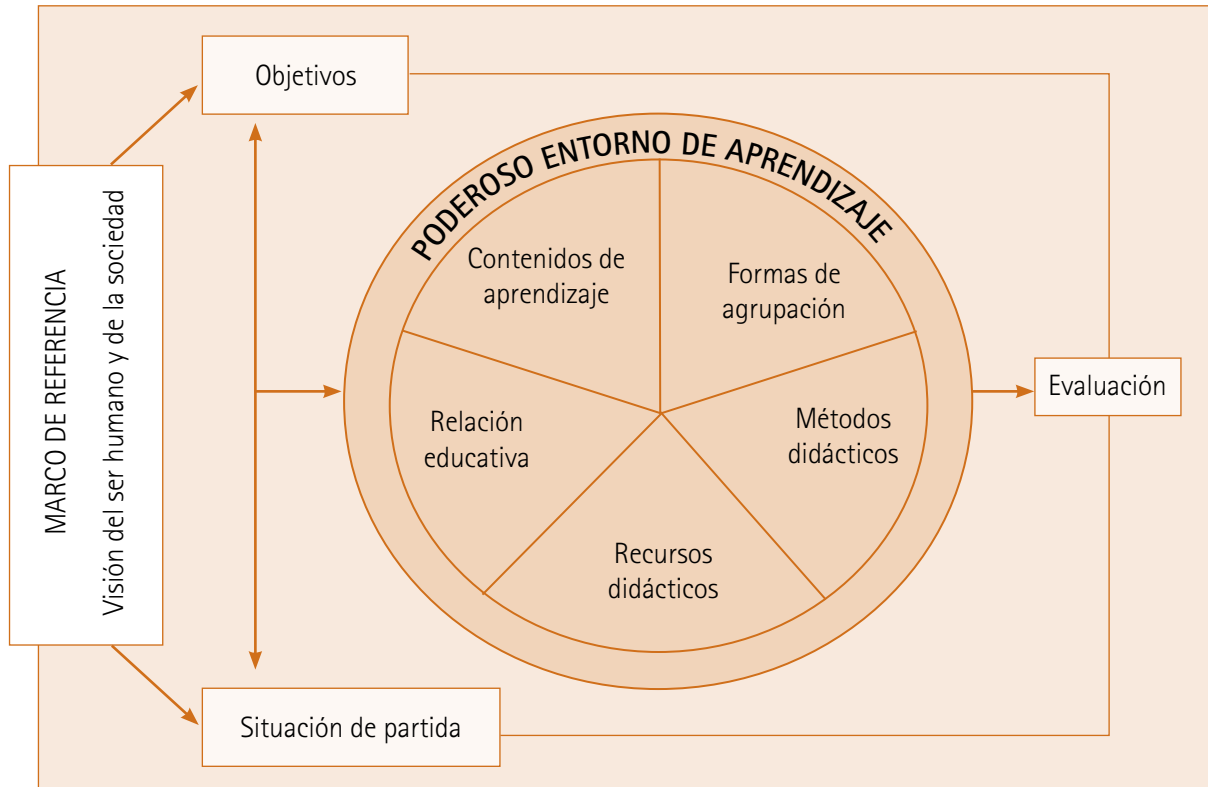 Objetivos
MARCO DE REFERENCIA
Visión del ser humano y de la sociedad
PODEROSO ENTORNO DE APRENDIZAJE
Contenidos de
aprendizaje
Formas de
agrupación
Relación
educativa
Métodos
didácticos
Recursos
didácticos
Evaluación
Situación de partida